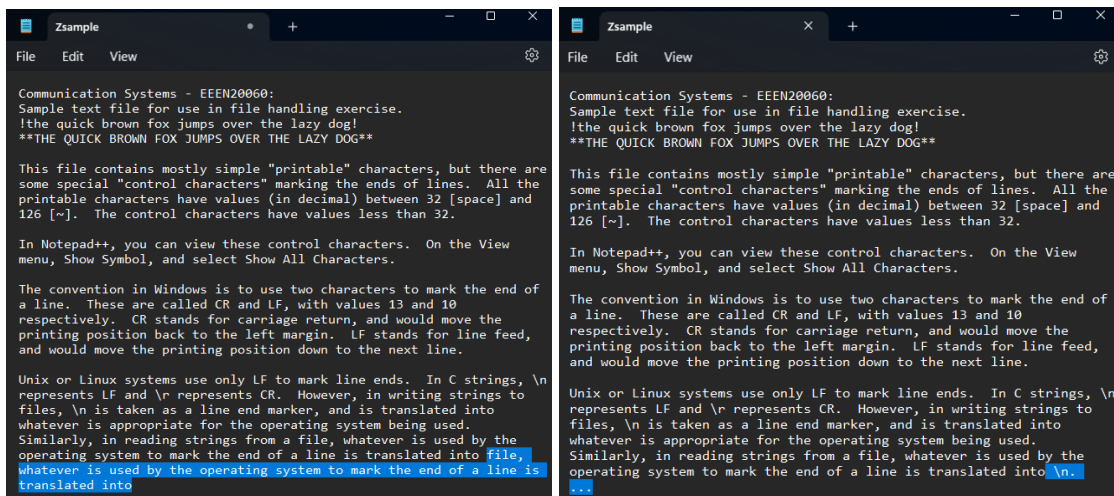 Zsample
File Edit View
Communication Systems - EEEN20060:
Sample text file for use in file handling exercise.
!the quick brown fox jumps over the lazy dog!
**THE QUICK BROWN FOX JUMPS OVER THE LAZY DOG**
This file contains mostly simple "printable" characters, but there are
some special "control characters" marking the ends of lines.  All the
printable characters have values (in decimal) between 32 [space] and
126 [~].  The control characters have values less than 32.
In Notepad++, you can view these control characters.  On the View
menu, Show Symbol, and select Show All Characters.
The convention in Windows is to use two characters to mark the end of
a line.  These are called CR and LF, with values 13 and 10
respectively.  CR stands for carriage return, and would move the
printing position back to the left margin.  LF stands for line feed,
and would move the printing position down to the next line.
Unix or Linux systems use only LF to mark line ends.  In C strings, \n
represents LF and \r represents CR.  However, in writing strings to
files, \n is taken as a line end marker, and is translated into
whatever is appropriate for the operating system being used.
Similarly, in reading strings from a file, whatever is used by the
operating system to mark the end of a line is translated into file,
whatever is used by the operating system to mark the end of a line is
translated into
Zsample
File Edit View
Communication Systems - EEEN20060:
Sample text file for use in file handling exercise.
!the quick brown fox jumps over the lazy dog!
**THE QUICK BROWN FOX JUMPS OVER THE LAZY DOG**
This file contains mostly simple "printable" characters, but there are
some special "control characters" marking the ends of lines.  All the
printable characters have values (in decimal) between 32 [space] and
126 [~].  The control characters have values less than 32.
In Notepad++, you can view these control characters.  On the View
menu, Show Symbol, and select Show All Characters.
The convention in Windows is to use two characters to mark the end of
a line.  These are called CR and LF, with values 13 and 10
respectively.  CR stands for carriage return, and would move the
printing position back to the left margin.  LF stands for line feed,
and would move the printing position down to the next line.
Unix or Linux systems use only LF to mark line ends.  In C strings, \n
represents LF and \r represents CR.  However, in writing strings to
files, \n is taken as a line end marker, and is translated into
whatever is appropriate for the operating system being used.
Similarly, in reading strings from a file, whatever is used by the
operating system to mark the end of a line is translated into \n.
...